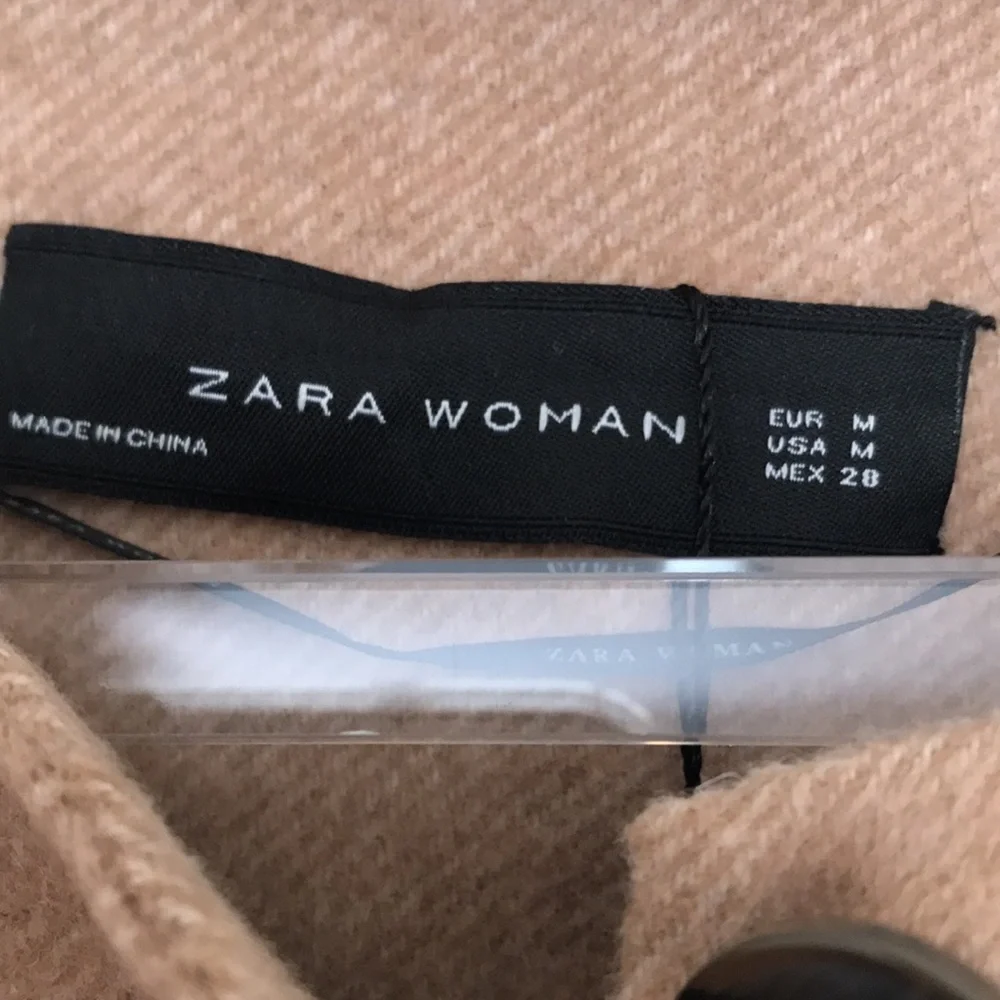 ZARA WOMAN
MADE IN CHINA
EUR M
USA M
MEX 28
ZARA WOMAN